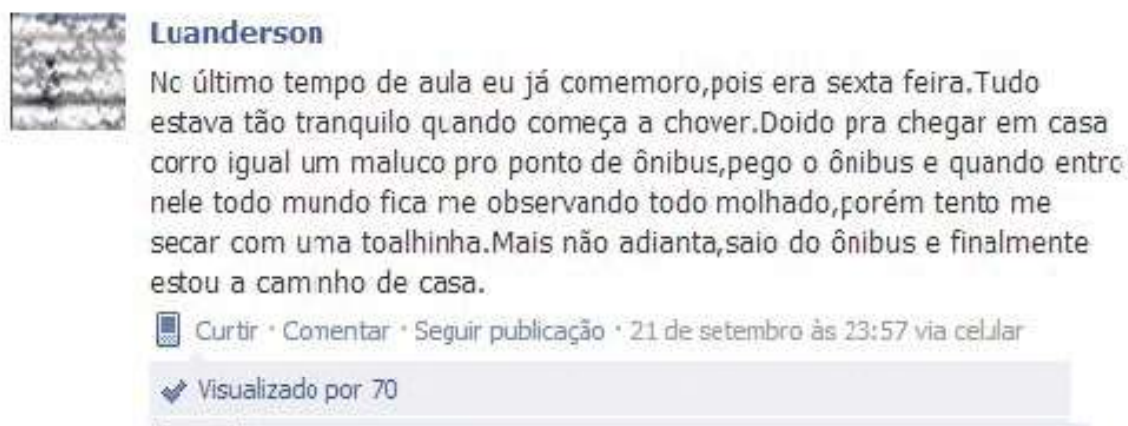 Luanderson
No último tempo de aula eu já comemoro,pois era sexta feira.Tudo
estava tão tranquilo quando começa a chover.Doido pra chegar em casa
corro igual um maluco pro ponto de ônibus,pego o ônibus e quando entro
nele todo mundo fica me observando todo molhado,porém tento me
secar com uma toalhinha.Mais não adianta,saio do ônibus e finalmente
estou a caminho de casa.
Curtir · Comentar · Seguir publicação · 21 de setembro às 23:57 via celular
Visualizado por 70